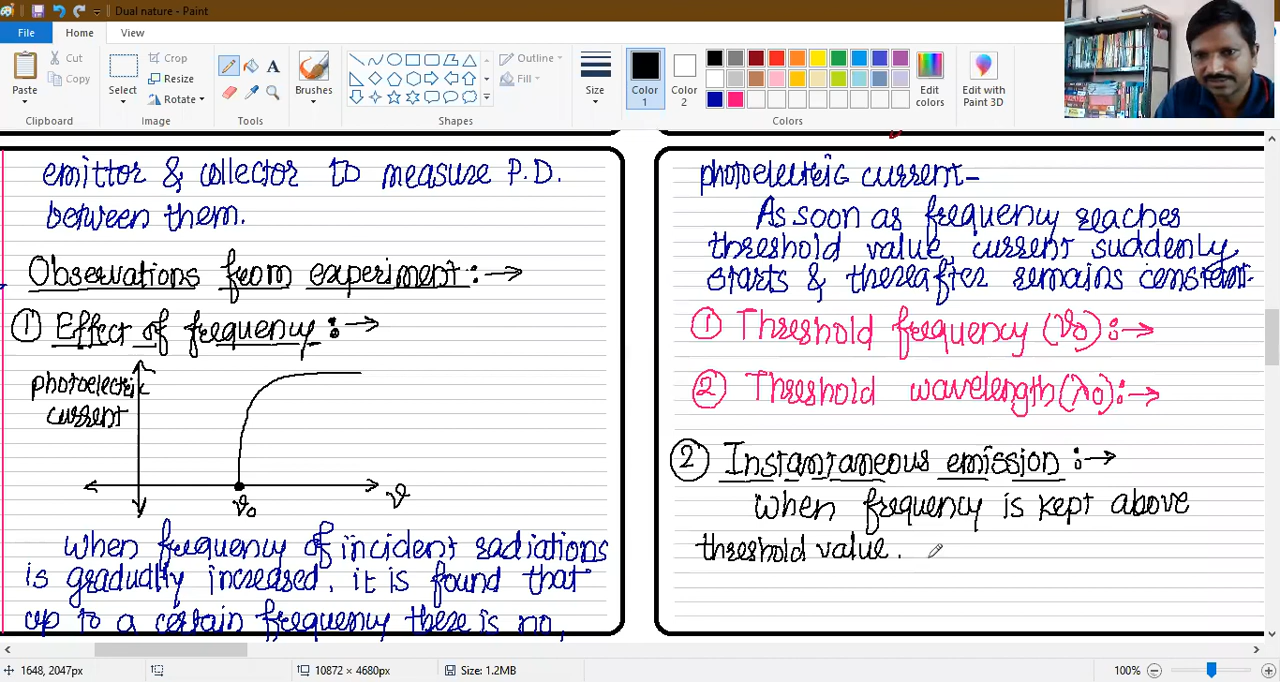 Dual nature - Paint
File
Home
View
Paste
Cut
Copy
Clipboard
Select
Crop
Resize
Rotate
Image
Tools
Brushes
Shapes
Outline
Fill
Size
Color 1
Color 2
Edit colors
Edit with Paint 3D
Colors
emittor & collector to measure P.D.
between them.
Observations from experiment :→
① Effect of frequency :→
photoelectric
current
ν₀
ν
When frequency of incident radiations
is gradually increased, it is found that
up to a certain frequency there is no
photoelectric current-
As soon as frequency reaches
threshold value, current suddenly
starts & thereafter remains constant.
① Threshold frequency (ν₀) :→
② Threshold wavelength (λ₀) :→
② Instantaneous emission :→
When frequency is kept above
threshold value.
1648, 2047px
10872 × 4680px
Size: 1.2MB
100%